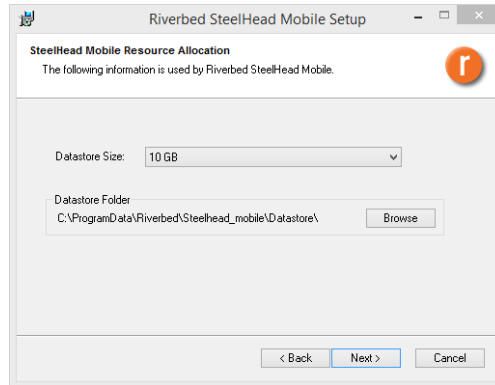 Riverbed SteelHead Mobile Setup
SteelHead Mobile Resource Allocation
The following information is used by Riverbed SteelHead Mobile.
r
Datastore Size: 10 GB
Datastore Folder
C:\ProgramData\Riverbed\Steelhead_mobile\Datastore\ Browse
< Back Next > Cancel